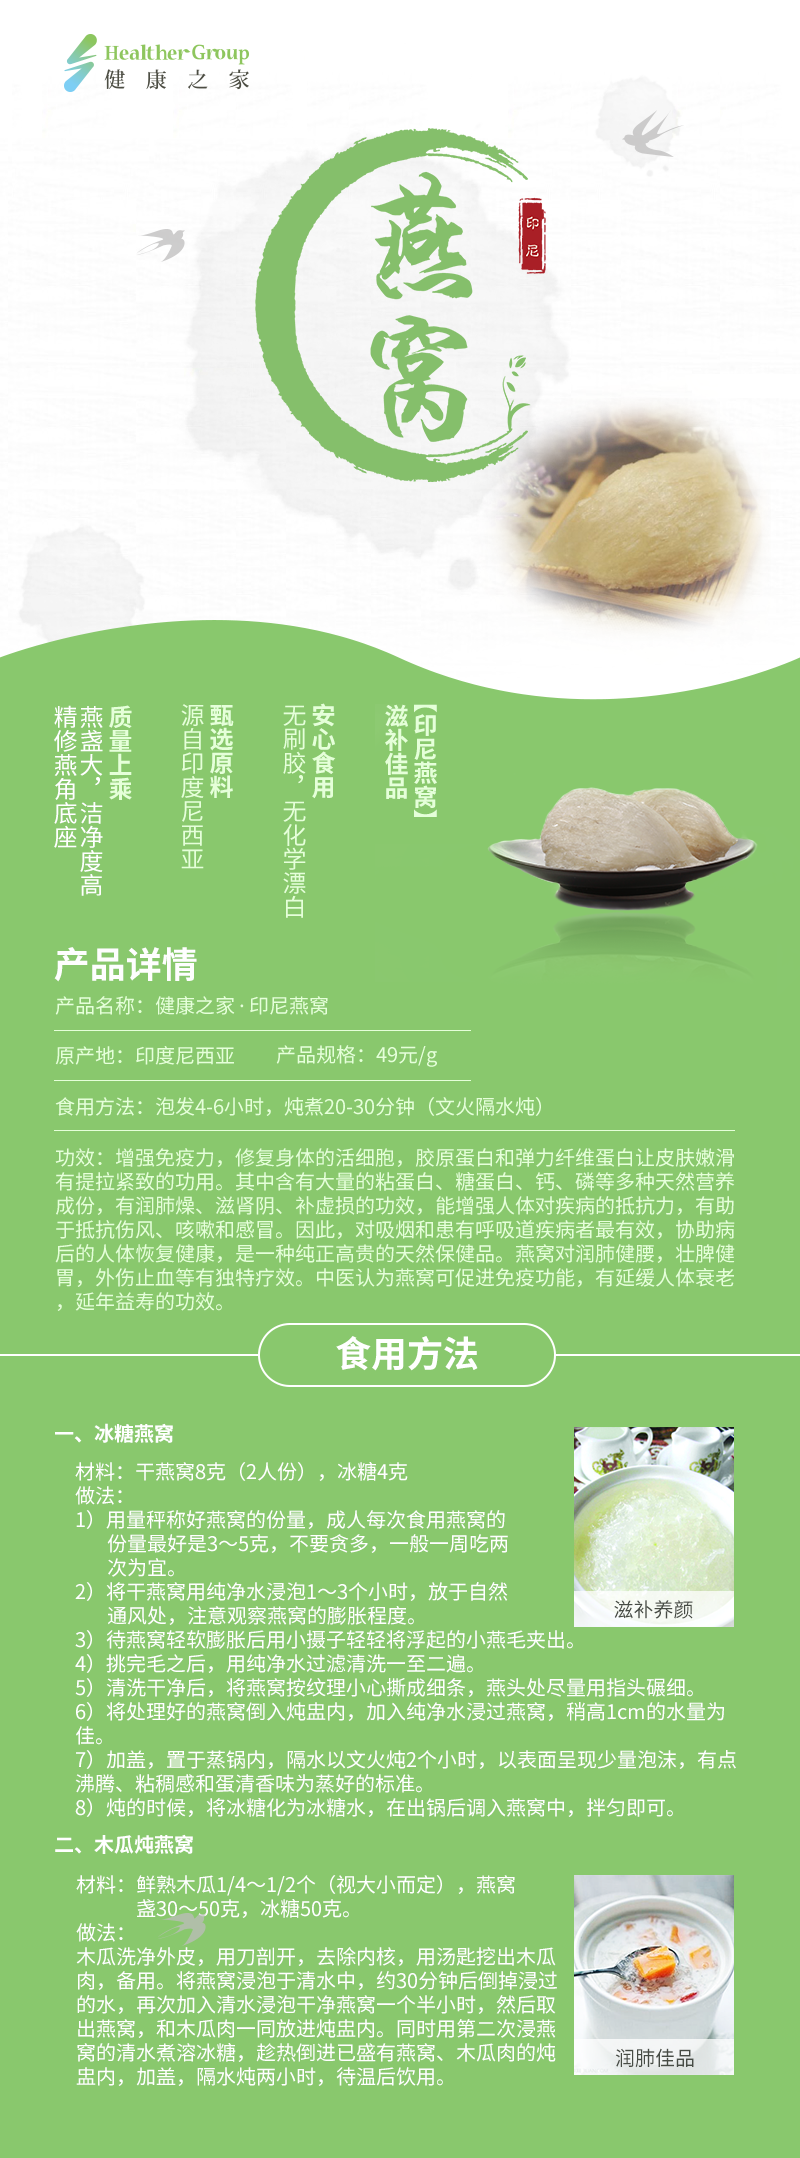 Healther Group
健康之家
燕窝
印尼
【印尼燕窝】
滋补佳品
安心食用
无刷胶，无化学漂白
甄选原料
源自印度尼西亚
质量上乘
燕盏大，洁净度高
精修燕角底座
产品详情
产品名称：健康之家·印尼燕窝
原产地：印度尼西亚 产品规格：49元/g
食用方法：泡发4-6小时，炖煮20-30分钟（文火隔水炖）
功效：增强免疫力，修复身体的活细胞，胶原蛋白和弹力纤维蛋白让皮肤嫩滑
有提拉紧致的功用。其中含有大量的粘蛋白、糖蛋白、钙、磷等多种天然营养
成份，有润肺燥、滋肾阴、补虚损的功效，能增强人体对疾病的抵抗力，有助
于抵抗伤风、咳嗽和感冒。因此，对吸烟和患有呼吸道疾病者最有效，协助病
后的人体恢复健康，是一种纯正高贵的天然保健品。燕窝对润肺健腰，壮脾健
胃，外伤止血等有独特疗效。中医认为燕窝可促进免疫功能，有延缓人体衰老
，延年益寿的功效。
食用方法
一、冰糖燕窝
材料：干燕窝8克（2人份），冰糖4克
做法：
1）用量秤称好燕窝的份量，成人每次食用燕窝的
份量最好是3～5克，不要贪多，一般一周吃两
次为宜。
2）将干燕窝用纯净水浸泡1～3个小时，放于自然
通风处，注意观察燕窝的膨胀程度。
3）待燕窝轻软膨胀后用小摄子轻轻将浮起的小燕毛夹出。
4）挑完毛之后，用纯净水过滤清洗一至二遍。
5）清洗干净后，将燕窝按纹理小心撕成细条，燕头处尽量用指头碾细。
6）将处理好的燕窝倒入炖盅内，加入纯净水浸过燕窝，稍高1cm的水量为
佳。
7）加盖，置于蒸锅内，隔水以文火炖2个小时，以表面呈现少量泡沫，有点
沸腾、粘稠感和蛋清香味为蒸好的标准。
8）炖的时候，将冰糖化为冰糖水，在出锅后调入燕窝中，拌匀即可。
滋补养颜
二、木瓜炖燕窝
材料：鲜熟木瓜1/4～1/2个（视大小而定），燕窝
盏30～50克，冰糖50克。
做法：
木瓜洗净外皮，用刀剖开，去除内核，用汤匙挖出木瓜
肉，备用。将燕窝浸泡于清水中，约30分钟后倒掉浸过
的水，再次加入清水浸泡干净燕窝一个半小时，然后取
出燕窝，和木瓜肉一同放进炖盅内。同时用第二次浸燕
窝的清水煮溶冰糖，趁热倒进已盛有燕窝、木瓜肉的炖
盅内，加盖，隔水炖两小时，待温后饮用。
润肺佳品